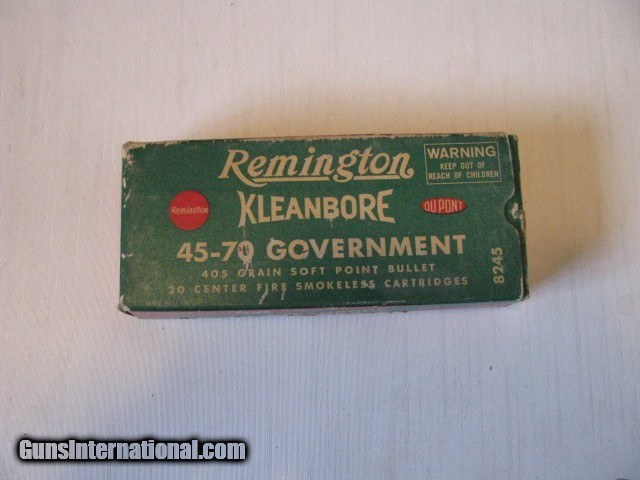 Remington
WARNING
KEEP OUT OF
REACH OF CHILDREN
Remington
KLEANBORE
DU PONT
45-70 GOVERNMENT
405 GRAIN SOFT POINT BULLET
20 CENTER FIRE SMOKELESS CARTRIDGES
8245
GunsInternational.com